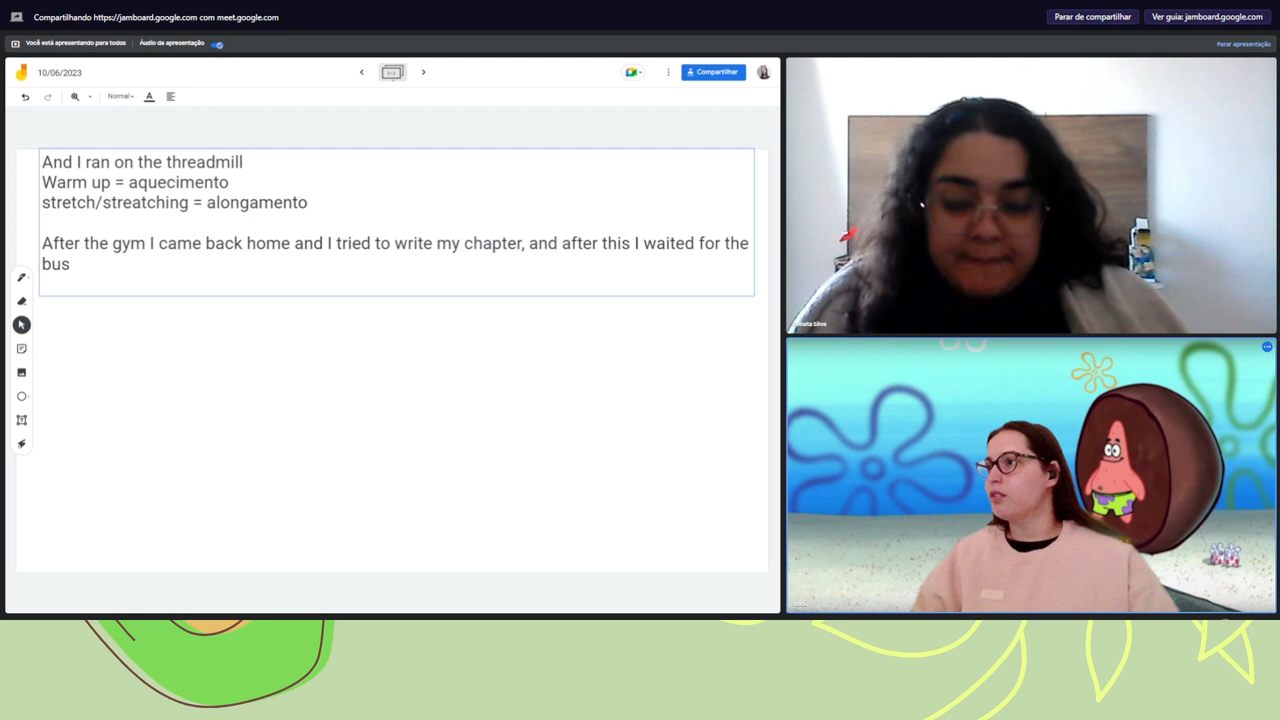 Compartilhando https://jamboard.google.com com meet.google.com
Parar de compartilhar
Ver guia: jamboard.google.com
Você está apresentando para todos
Áudio da apresentação
Parar apresentação
10/06/2023
Compartilhar
Normal
A
And I ran on the threadmill
Warm up = aquecimento
stretch/streatching = alongamento
After the gym I came back home and I tried to write my chapter, and after this I waited for the
bus
Silva